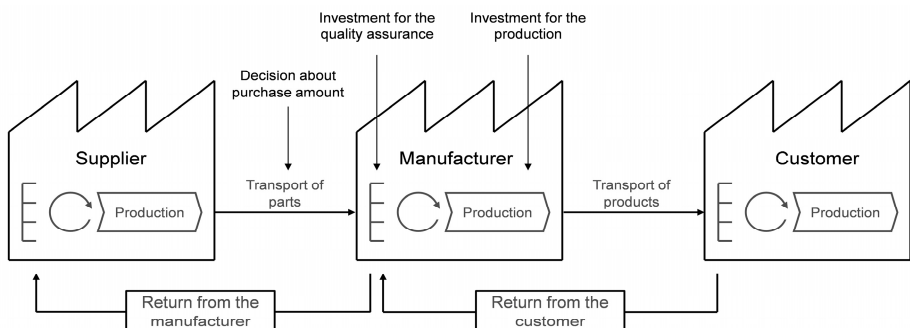 Investment for the
quality assurance
Investment for the
production
Decision about
purchase amount
Supplier
Manufacturer
Customer
Transport of
parts
Transport of
products
Production
Production
Production
Return from the
manufacturer
Return from the
customer